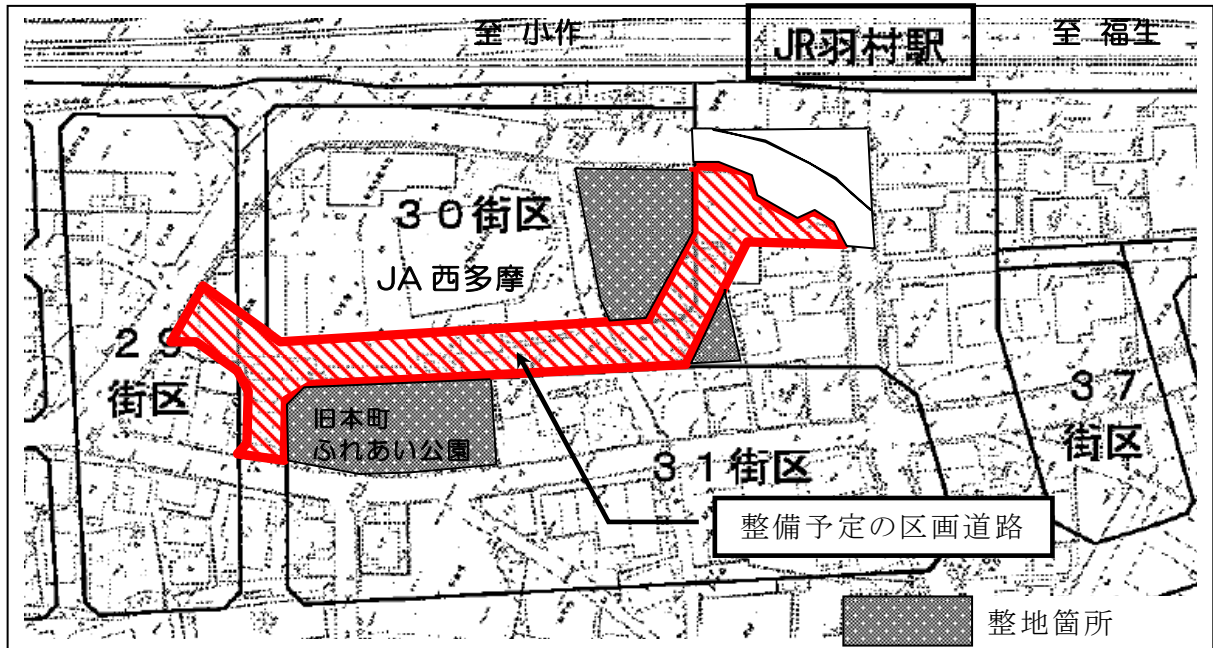 至 小作
JR羽村駅
至 福生
30街区
JA 西多摩
29
街区
37
街区
旧本町
ふれあい公園
31街区
整備予定の区画道路
整地箇所